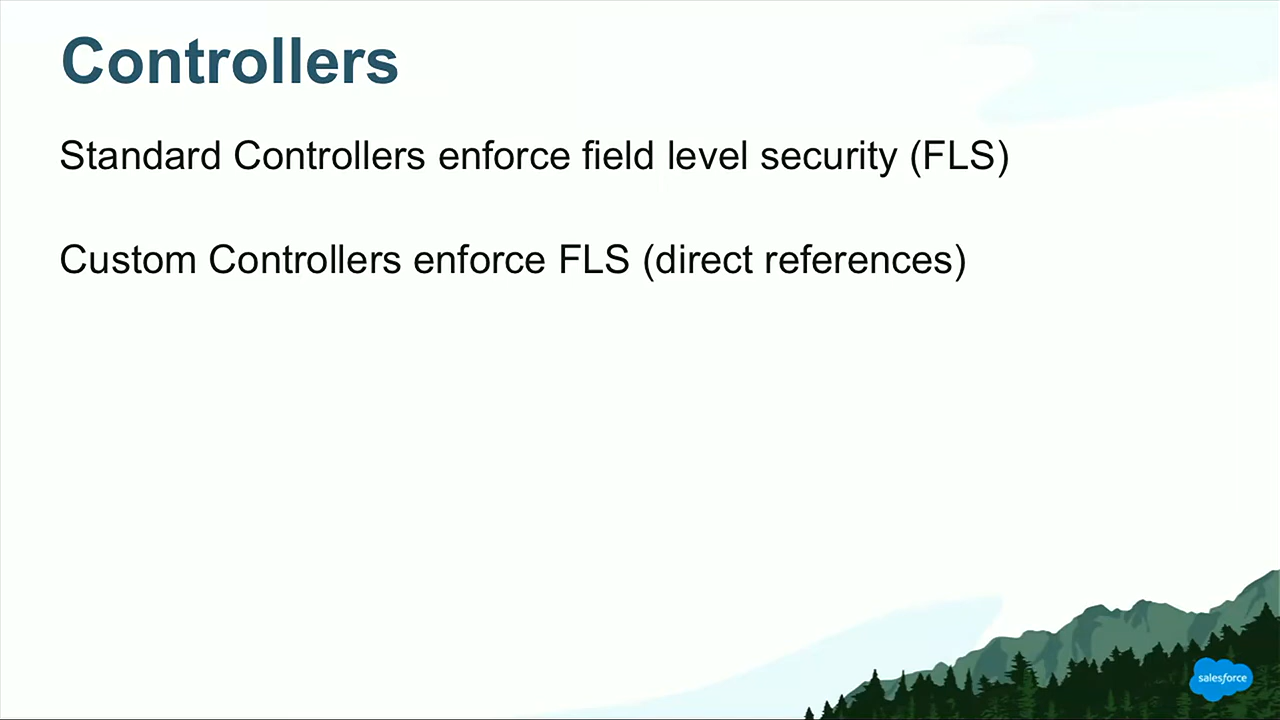 Controllers
Standard Controllers enforce field level security (FLS)
Custom Controllers enforce FLS (direct references)
salesforce